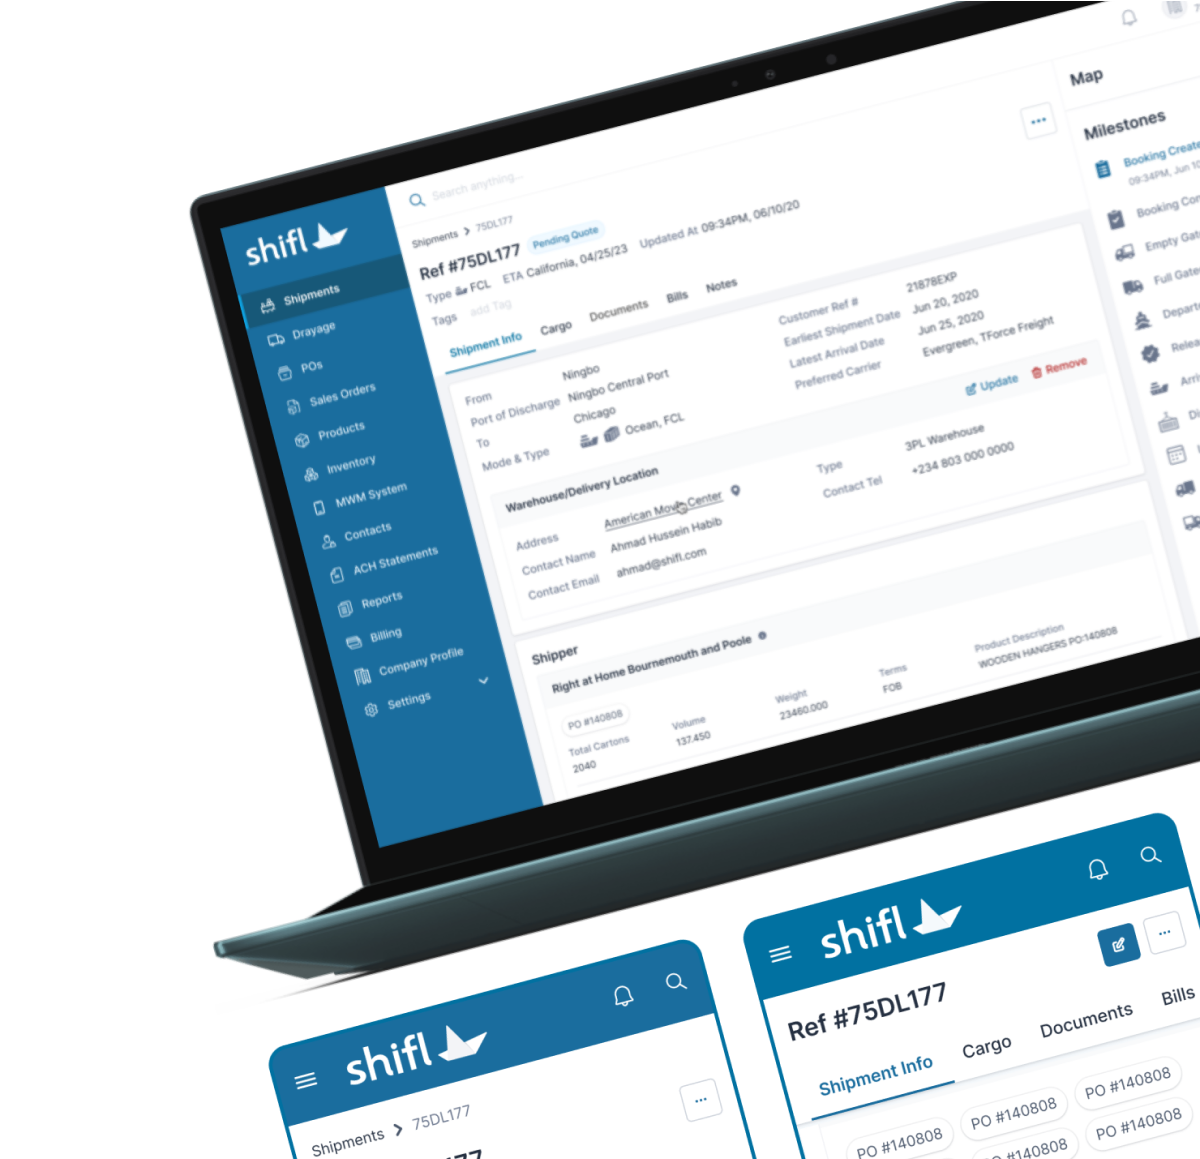 shifl
Shipments
Drayage
POs
Sales Orders
Products
Inventory
MWM System
Contacts
ACH Statements
Reports
Billing
Company Profile
Settings
Search anything...
Shipments > 75DL177
Ref #75DL177 Pending Quote
Type FCL ETA California, 04/25/23 Updated At 09:34PM, 06/10/20
Tags add Tag
Shipment Info Cargo Documents Bills Notes
From Ningbo
Port of Discharge Ningbo Central Port
To Chicago
Mode & Type Ocean, FCL
Customer Ref # 21878EXP
Earliest Shipment Date Jun 20, 2020
Latest Arrival Date Jun 25, 2020
Preferred Carrier Evergreen, TForce Freight
Warehouse/Delivery Location Update Remove
Address American Move Center
Contact Name Ahmad Hussein Habib
Contact Email ahmad@shifl.com
Type 3PL Warehouse
Contact Tel +234 803 000 0000
Shipper
Right at Home Bournemouth and Poole
PO #140808
Total Cartons Volume Weight Terms Product Description
2040 137.450 23460.000 FOB WOODEN HANGERS PO:140808
Map
Milestones
Booking Create
09:34PM, Jun 10
Booking Con
Empty Gat
Full Gate
Depar
Relea
Arri
Di
shifl
Shipments > 75DL177
77
shifl
Ref #75DL177
Shipment Info Cargo Documents Bills
PO #140808 PO #140808 PO #140808
#140808 PO #140808